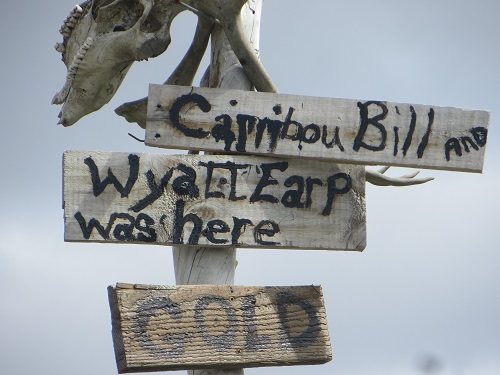 Carribou Bill AND
Wyatt Earp
was here
GOLD